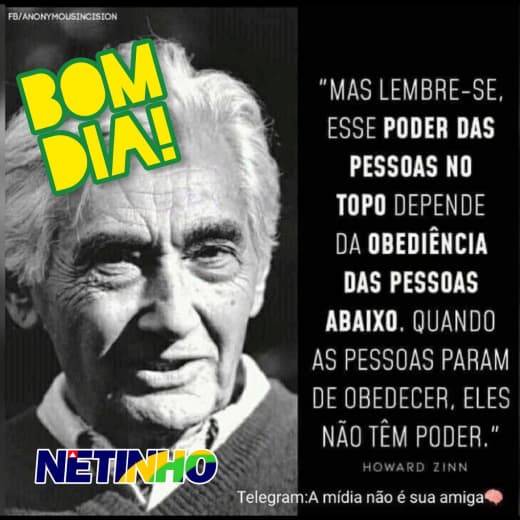 FB/ANONYMOUSINCISION
BOM
DIA!
"MAS LEMBRE-SE,
ESSE PODER DAS
PESSOAS NO
TOPO DEPENDE
DA OBEDIÊNCIA
DAS PESSOAS
ABAIXO. QUANDO
AS PESSOAS PARAM
DE OBEDECER, ELES
NÃO TÊM PODER."
HOWARD ZINN
NETINHO
Telegram:A mídia não é sua amiga🧠